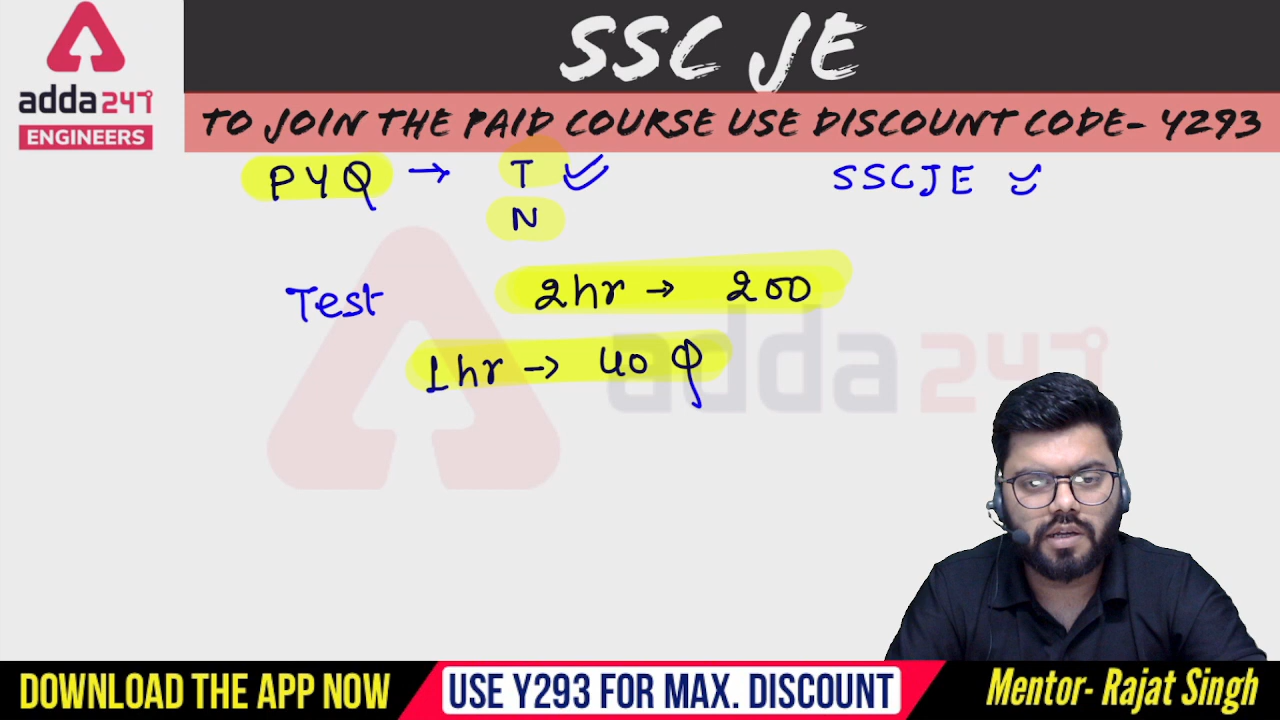 SSC JE
adda247
ENGINEERS
TO JOIN THE PAID COURSE USE DISCOUNT CODE- Y293
PYQ → T
SSCJE
N
Test
2hr → 200
1hr → 40 Q
adda247
DOWNLOAD THE APP NOW
USE Y293 FOR MAX. DISCOUNT
Mentor- Rajat Singh